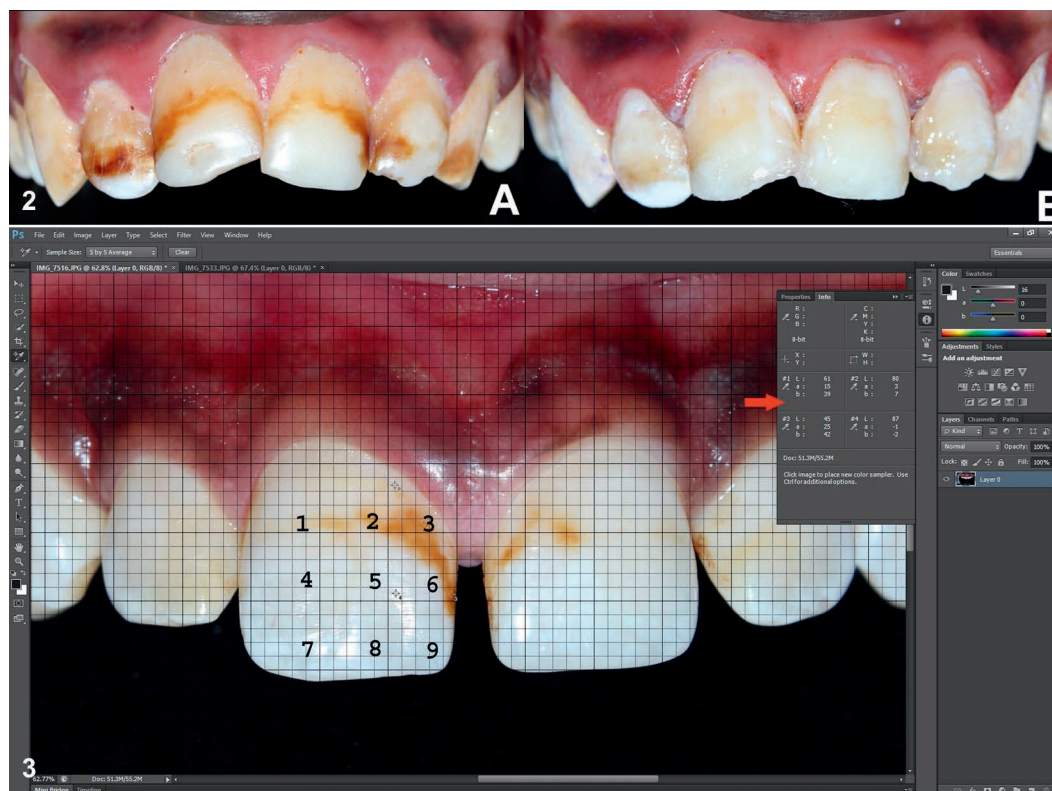 2
A
B
Ps File Edit Image Layer Type Select Filter View Window Help
Sample Size: 5 by 5 Average Clear
Essentials
IMG_7516.JPG @ 62.8% (Layer 0, RGB/8) * × IMG_7533.JPG @ 67.4% (Layer 0, RGB/8) * ×
Properties Info
R : C :
G : M :
B : Y :
K :
8-bit 8-bit
X : W :
Y : H :
#1 L : 61 #2 L : 80
a : 15 a : 3
b : 39 b : 7
#3 L : 45 #4 L : 87
a : 25 a : -1
b : 42 b : -2
Doc: 51.3M/55.2M
Click image to place new color sampler. Use
Ctrl for additional options.
Color Swatches
L 16
a 0
b 0
Adjustments Styles
Add an adjustment
Layers Channels Paths
Kind
Normal Opacity: 100%
Lock: Fill: 100%
Layer 0
1 2 3
4 5 6
7 8 9
3
62.77% Doc: 51.3M/55.2M
Mini Bridge Timeline